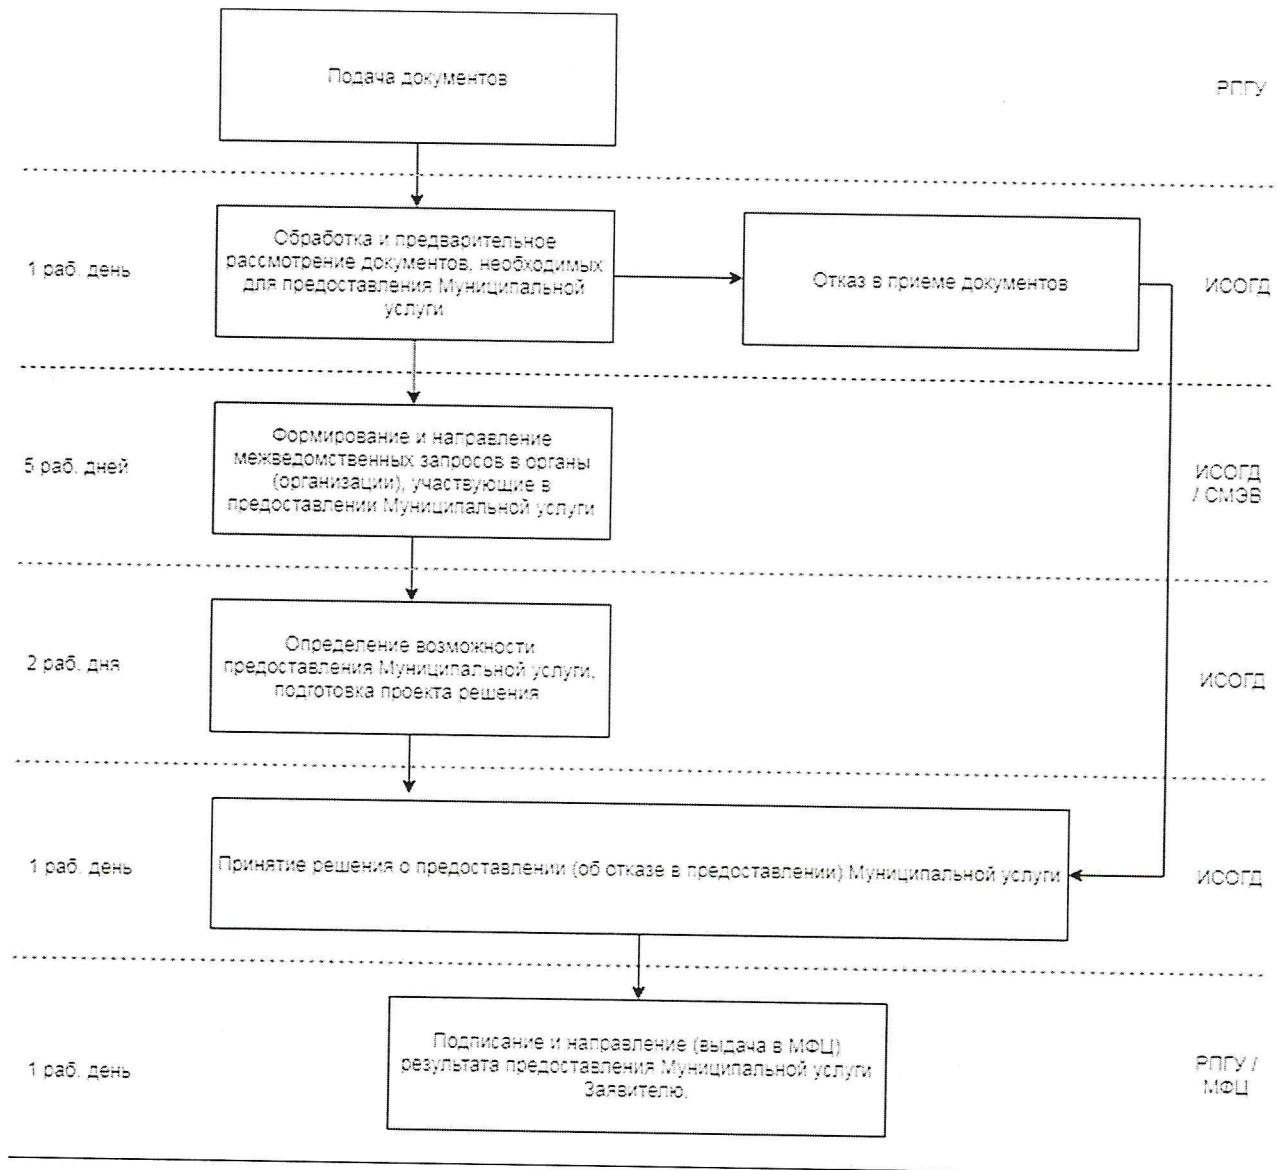 Подача документов
РПГУ
1 раб. день
Обработка и предварительное
рассмотрение документов, необходимых
для предоставления Муниципальной
услуги
Отказ в приеме документов
ИСОГД
5 раб. дней
Формирование и направление
межведомственных запросов в органы
(организации), участвующие в
предоставлении Муниципальной услуги
ИСОГД
/ СМЭВ
2 раб. дня
Определение возможности
предоставления Муниципальной услуги,
подготовка проекта решения
ИСОГД
1 раб. день
Принятие решения о предоставлении (об отказе в предоставлении) Муниципальной услуги
ИСОГД
1 раб. день
Подписание и направление (выдача в МФЦ)
результата предоставления Муниципальной услуги
Заявителю.
РПГУ /
МФЦ